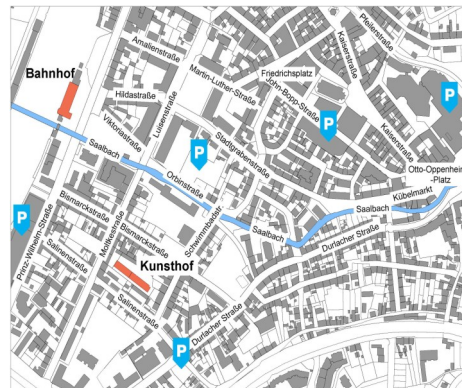 Pfeilerstraße
Amalienstraße
Kaiserstraße
Martin-Luther-Straße
Bahnhof
Friedrichsplatz
Hildastraße
Luisenstraße
John-Bopp-Straße
P
Viktoriastraße
Kaiserstraße
P
Saalbach
Stadtgrabenstraße
P
Otto-Oppenheimer
-Platz
Orbinstraße
Kübelmarkt
Bismarckstraße
Saalbach
P
Schwimmbadstr.
Prinz-Wilhelm-Straße
Moltkestraße
Bismarckstraße
Saalbach
Durlacher Straße
Salinenstraße
Kunsthof
Salinenstraße
Durlacher Straße
P